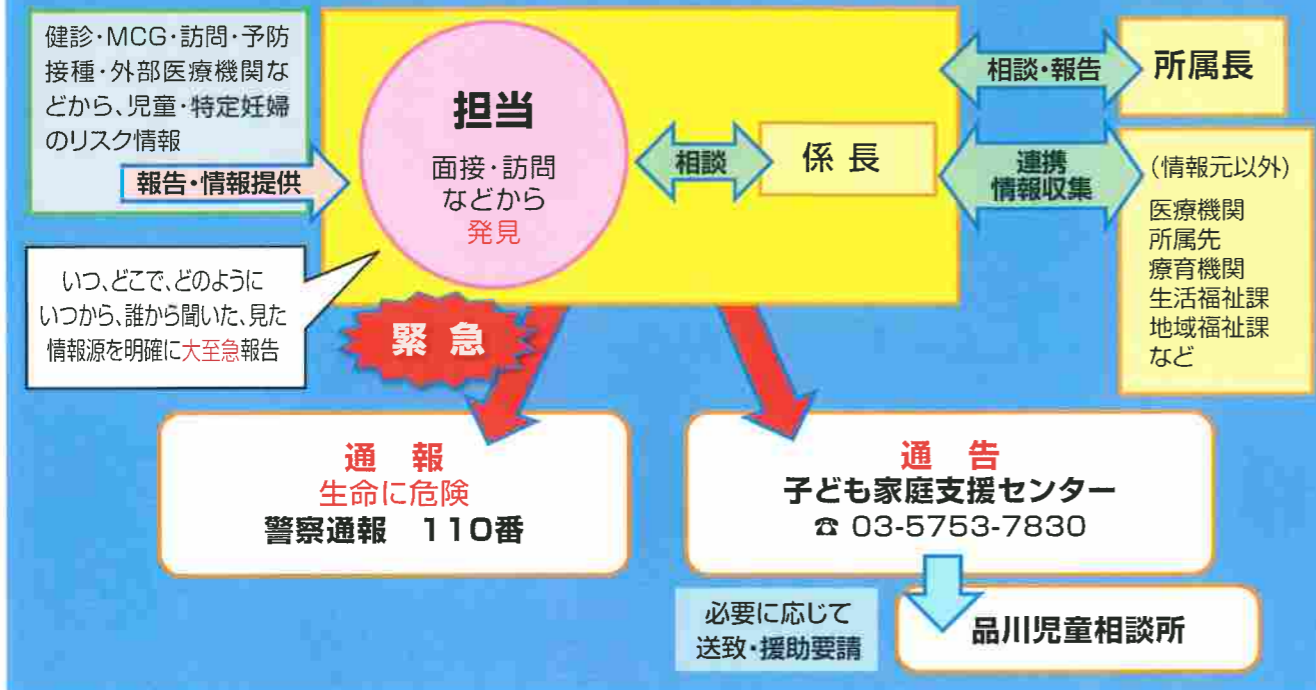 健診・MCG・訪問・予防
接種・外部医療機関な
どから、児童・特定妊婦
のリスク情報
報告・情報提供
担当
面接・訪問
などから
発見
相談
係 長
相談・報告
所属長
連携
情報収集
(情報元以外)
医療機関
所属先
療育機関
生活福祉課
地域福祉課
など
いつ、どこで、どのように
いつから、誰から聞いた、見た
情報源を明確に大至急報告
緊 急
通 報
生命に危険
警察通報 110番
通 告
子ども家庭支援センター
☎ 03-5753-7830
必要に応じて
送致・援助要請
品川児童相談所